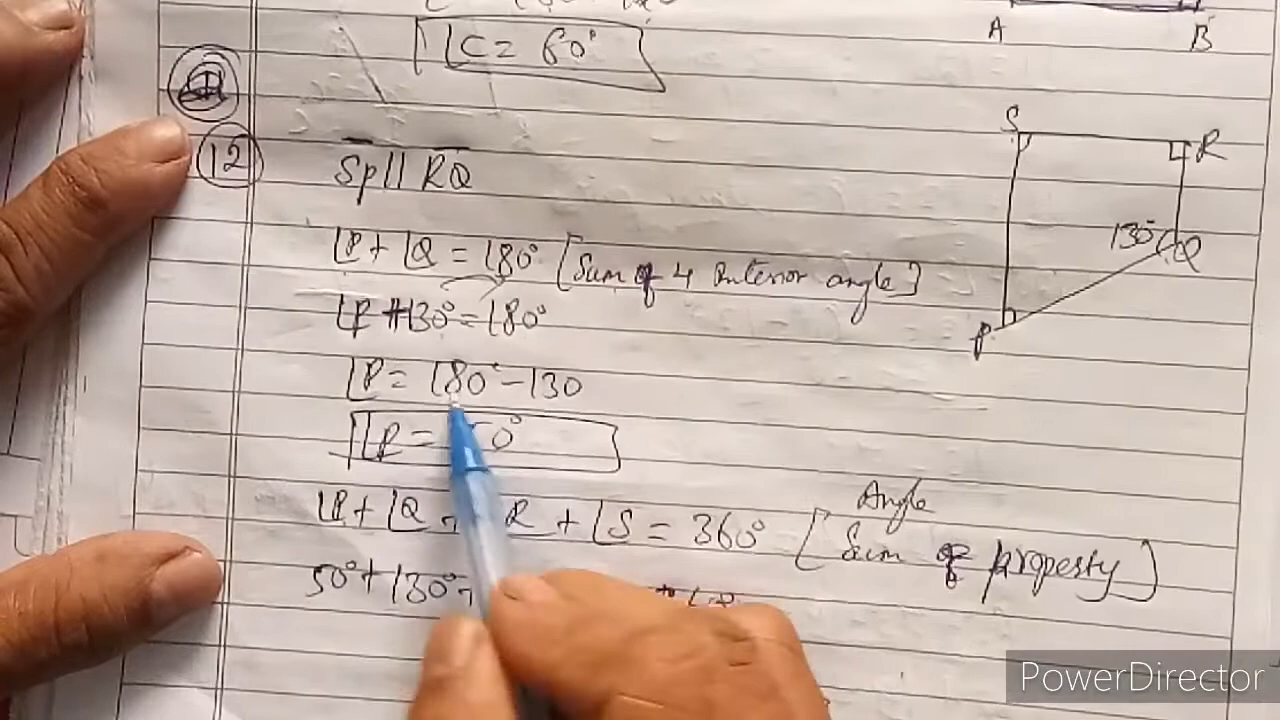 ∠C = 60°
A B
12
SP || RQ
∠P + ∠Q = 180° [Sum of 4 Interior angle]
∠P + 130° = 180°
∠P = 180° - 130
∠P = 0°
∠P + ∠Q + R + ∠S = 360° [Angle Sum of property]
50° + 130° +
S R
130° Q
P
PowerDirector